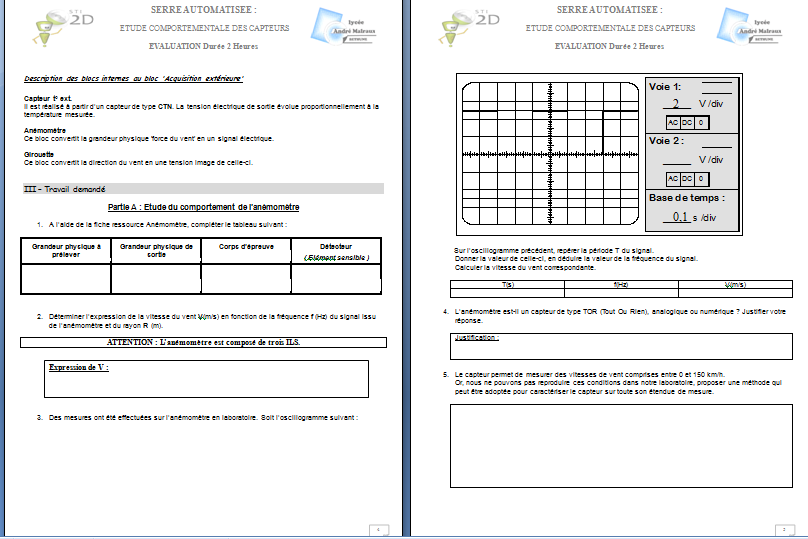 STI
2D
SERRE AUTOMATISEE :
ETUDE COMPORTEMENTALE DES CAPTEURS
EVALUATION Durée 2 Heures
lycée
André Malraux
BETHUNE
Description des blocs internes au bloc 'Acquisition extérieure'
Capteur t° ext.
Il est réalisé à partir d'un capteur de type CTN. La tension électrique de sortie évolue proportionnellement à la
température mesurée.
Anémomètre
Ce bloc convertit la grandeur physique 'force du vent' en un signal électrique.
Girouette
Ce bloc convertit la direction du vent en une tension image de celle-ci.
III – Travail demandé
Partie A : Etude du comportement de l'anémomètre
1. A l'aide de la fiche ressource Anémomètre, compléter le tableau suivant :
Grandeur physique à prélever
Grandeur physique de sortie
Corps d'épreuve
Détecteur
( Elément sensible )
2. Déterminer l'expression de la vitesse du vent V(m/s) en fonction de la fréquence f (Hz) du signal issu
de l'anémomètre et du rayon R (m).
ATTENTION : L'anémomètre est composé de trois ILS.
Expression de V :
3. Des mesures ont été effectuées sur l'anémomètre en laboratoire. Soit l'oscillogramme suivant :
1
STI
2D
SERRE AUTOMATISEE :
ETUDE COMPORTEMENTALE DES CAPTEURS
EVALUATION Durée 2 Heures
lycée
André Malraux
BETHUNE
Voie 1:
2 V /div
AC DC 0
Voie 2 :
V /div
AC DC 0
Base de temps :
0.1 s /div
Sur l'oscillogramme précédent, repérer la période T du signal.
Donner la valeur de celle-ci, en déduire la valeur de la fréquence du signal.
Calculer la vitesse du vent correspondante.
T(s) f(Hz) V(m/s)
4. L'anémomètre est-il un capteur de type TOR (Tout Ou Rien), analogique ou numérique ? Justifier votre
réponse.
Justification :
5. Le capteur permet de mesurer des vitesses de vent comprises entre 0 et 150 km/h.
Or, nous ne pouvons pas reproduire ces conditions dans notre laboratoire, proposer une méthode qui
peut être adoptée pour caractériser le capteur sur toute son étendue de mesure.
2